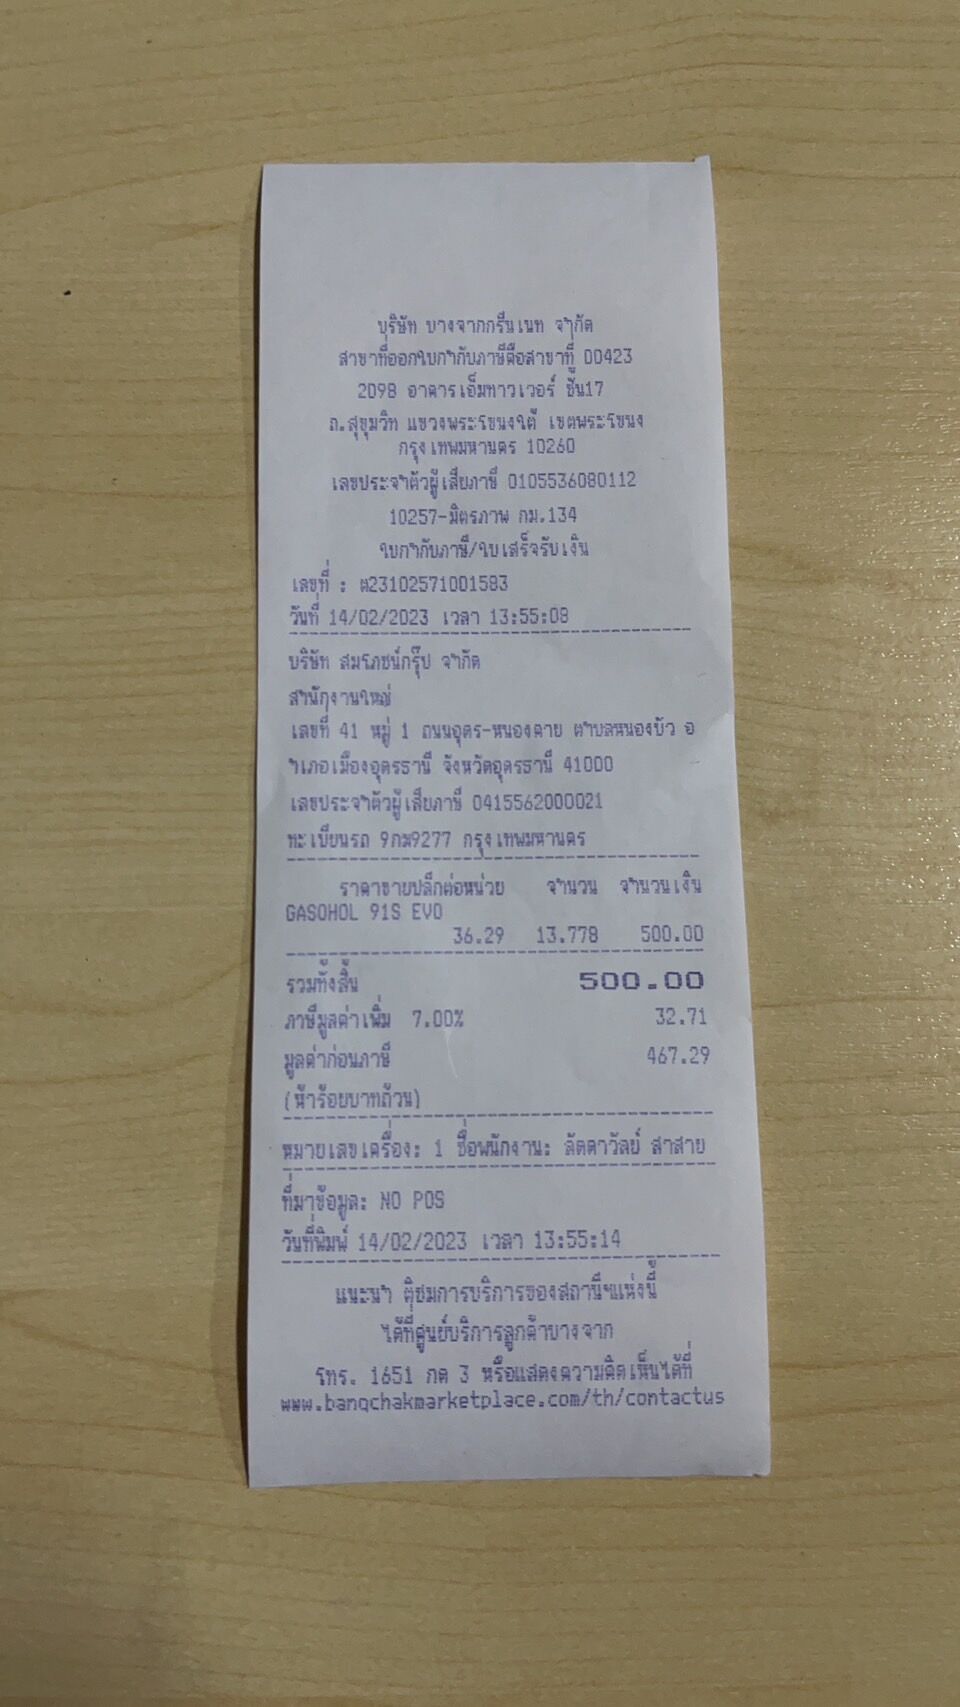 บริษัท บางจากกรีนเนท จำกัด
สาขาที่ออกใบกำกับภาษีคือสาขาที่ 00423
2098 อาคารเอ็มทาวเวอร์ ชั้น17
ถ.สุขุมวิท แขวงพระโขนงใต้ เขตพระโขนง
กรุงเทพมหานคร 10260
เลขประจำตัวผู้เสียภาษี 0105536080112
10257-มิตรภาพ กม.134
ใบกำกับภาษี/ใบเสร็จรับเงิน
เลขที่ : ต23102571001583
วันที่ 14/02/2023 เวลา 13:55:08
บริษัท สมโภชน์กรุ๊ป จำกัด
สำนักงานใหญ่
เลขที่ 41 หมู่ 1 ถนนอุดร-หนองคาย ตำบลหนองบัว อ
ำเภอเมืองอุดรธานี จังหวัดอุดรธานี 41000
เลขประจำตัวผู้เสียภาษี 0415562000021
ทะเบียนรถ 9กม9277 กรุงเทพมหานคร
ราคาขายปลีกต่อหน่วย จำนวน จำนวนเงิน
GASOHOL 91S EVO
36.29 13.778 500.00
รวมทั้งสิ้น 500.00
ภาษีมูลค่าเพิ่ม 7.00% 32.71
มูลค่าก่อนภาษี 467.29
(ห้าร้อยบาทถ้วน)
หมายเลขเครื่อง: 1 ชื่อพนักงาน: ลัดดาวัลย์ สาสาย
ที่มาข้อมูล: NO POS
วันที่พิมพ์ 14/02/2023 เวลา 13:55:14
แนะนำ ติชมการบริการของสถานีฯแห่งนี้
ได้ที่ศูนย์บริการลูกค้าบางจาก
โทร. 1651 กด 3 หรือแสดงความคิดเห็นได้ที่
www.bangchakmarketplace.com/th/contactus